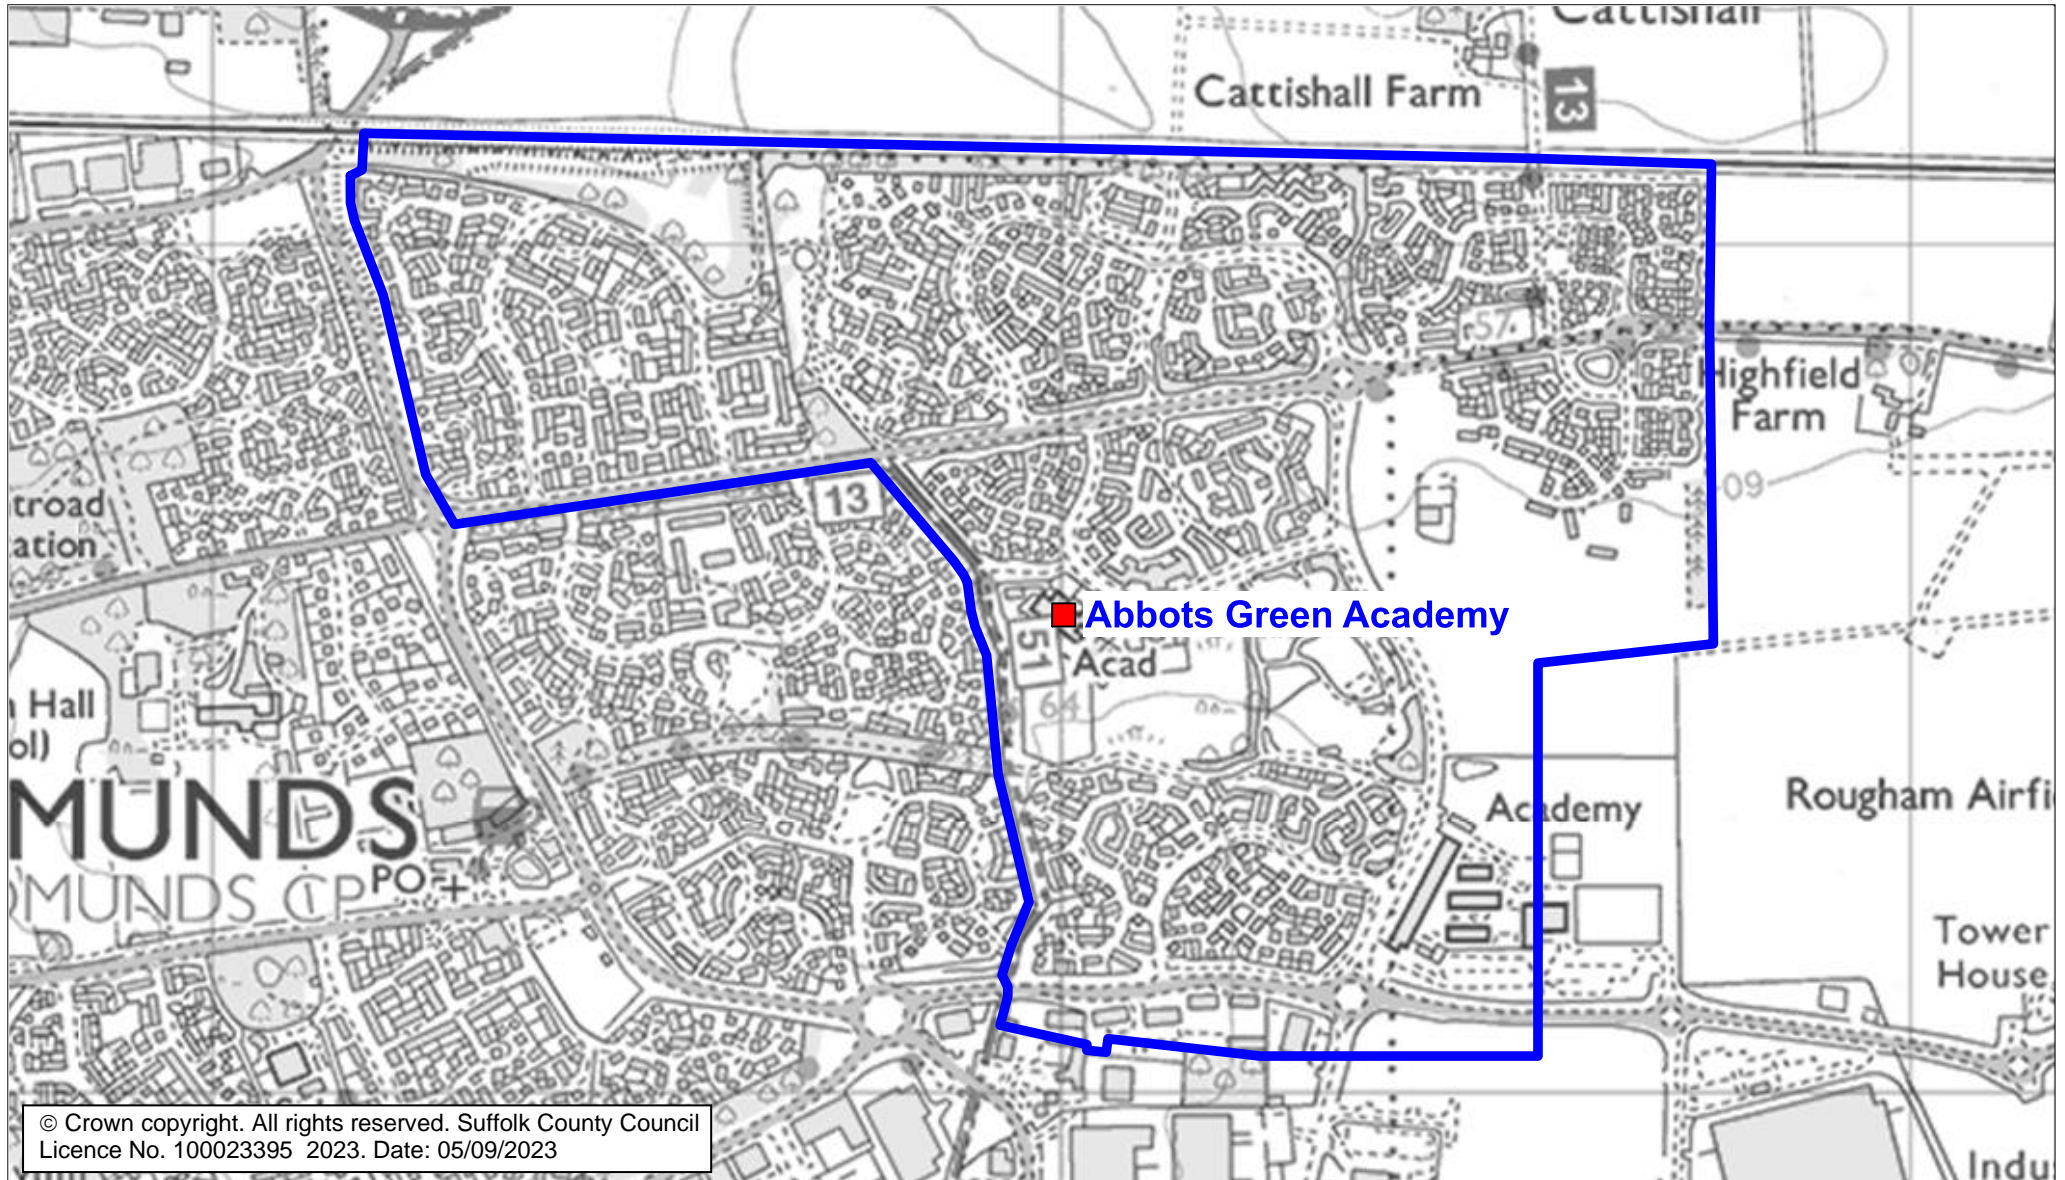 Cattishall
Cattishall Farm
13
57
Highfield
Farm
troad
ation
13
09
Abbots Green Academy
51
Acad
64
Hall
ol)
Academy
Rougham Airfi
MUNDS
PO
MUNDS CP
Tower
House
© Crown copyright. All rights reserved. Suffolk County Council
Licence No. 100023395 2023. Date: 05/09/2023
Indu